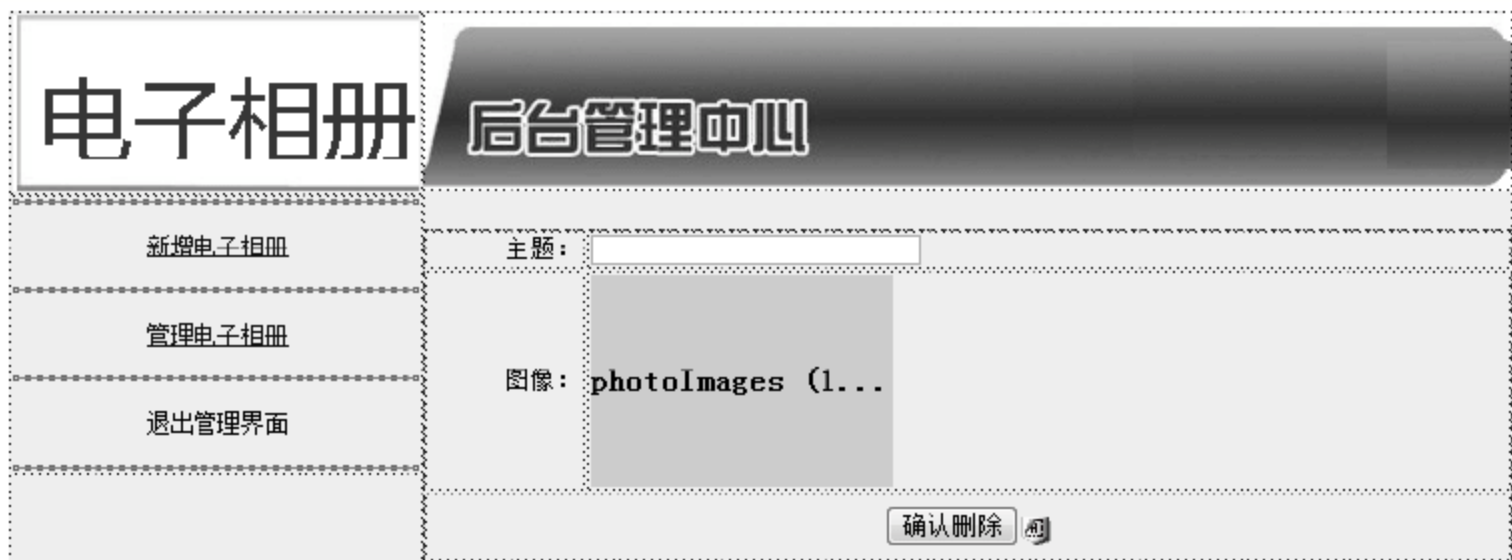 电子相册
后台管理中心
新增电子相册
管理电子相册
退出管理界面
主题：
图像：
photoImages (1...
确认删除